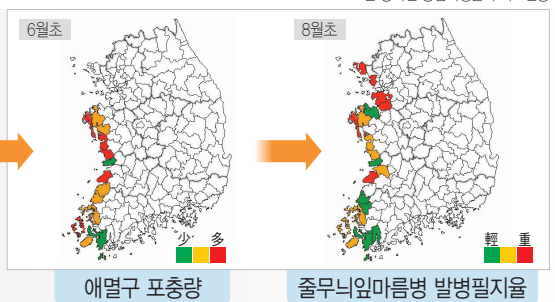 6월초
8월초
少 多
輕 重
애멸구 포충량
줄무늬잎마름병 발병필지율